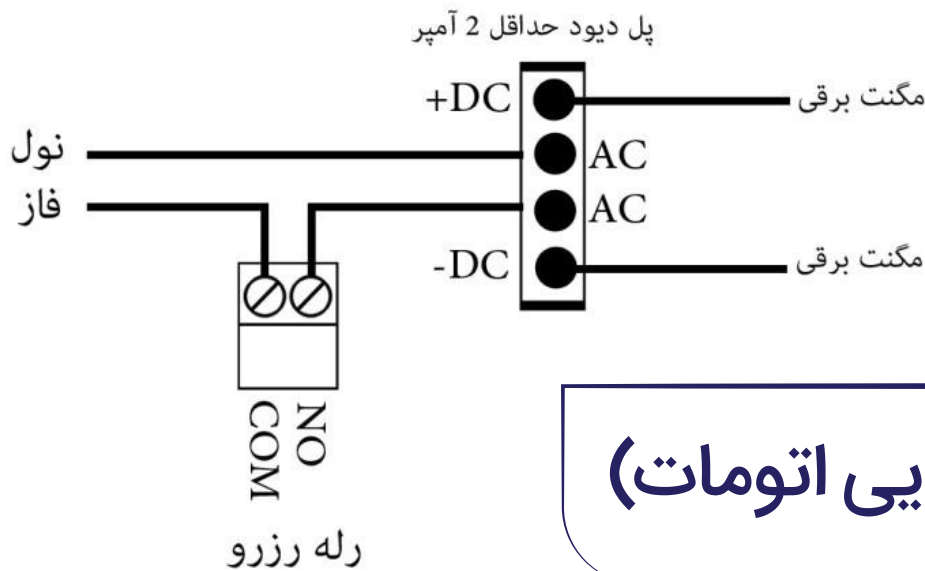 پل دیود حداقل 2 آمپر
+DC
مگنت برقی
نول
AC
فاز
AC
-DC
مگنت برقی
COM
NO
رله رزرو
یی اتومات)